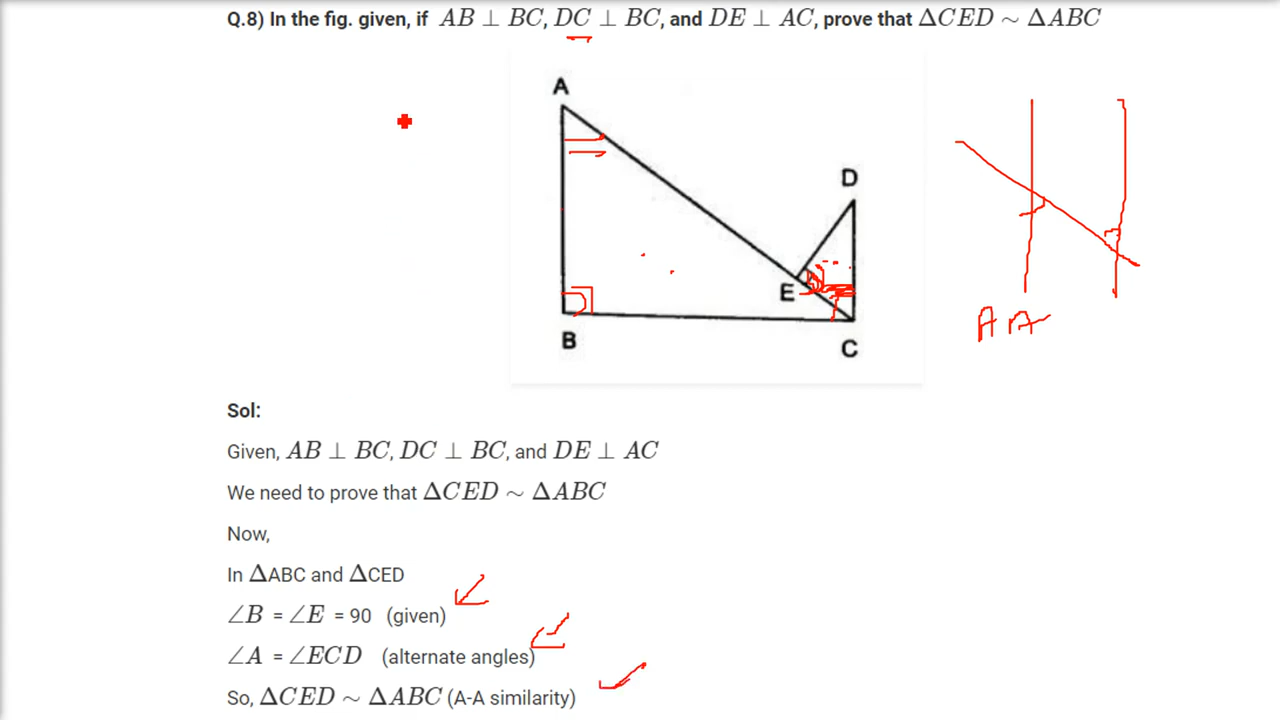 Q.8) In the fig. given, if AB ⊥ BC, DC ⊥ BC, and DE ⊥ AC, prove that ΔCED ~ ΔABC
A
D
E
B
C
AA
Sol:
Given, AB ⊥ BC, DC ⊥ BC, and DE ⊥ AC
We need to prove that ΔCED ~ ΔABC
Now,
In ΔABC and ΔCED
∠B = ∠E = 90 (given)
∠A = ∠ECD (alternate angles)
So, ΔCED ~ ΔABC (A-A similarity)